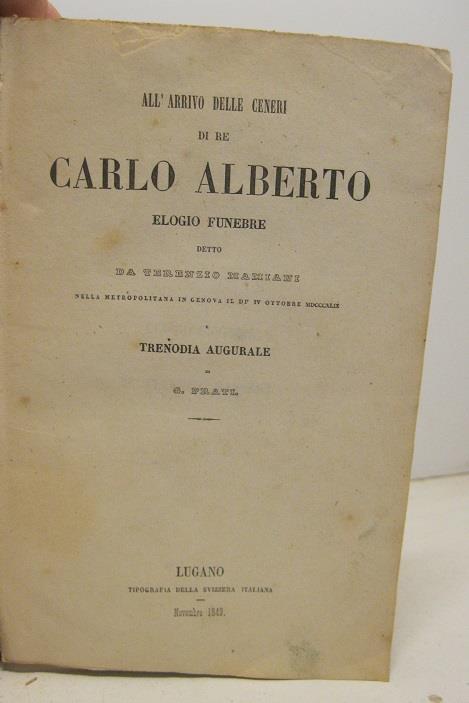 ALL' ARRIVO DELLE CENERI
DI RE
CARLO ALBERTO
ELOGIO FUNEBRE
DETTO
DA TERENZIO MAMIANI
NELLA METROPOLITANA IN GENOVA IL DI' IV OTTOBRE MDCCCXLIX
E
TRENODIA AUGURALE
DI
G. PRATI.
LUGANO
TIPOGRAFIA DELLA SVIZZERA ITALIANA
Novembre 1849.